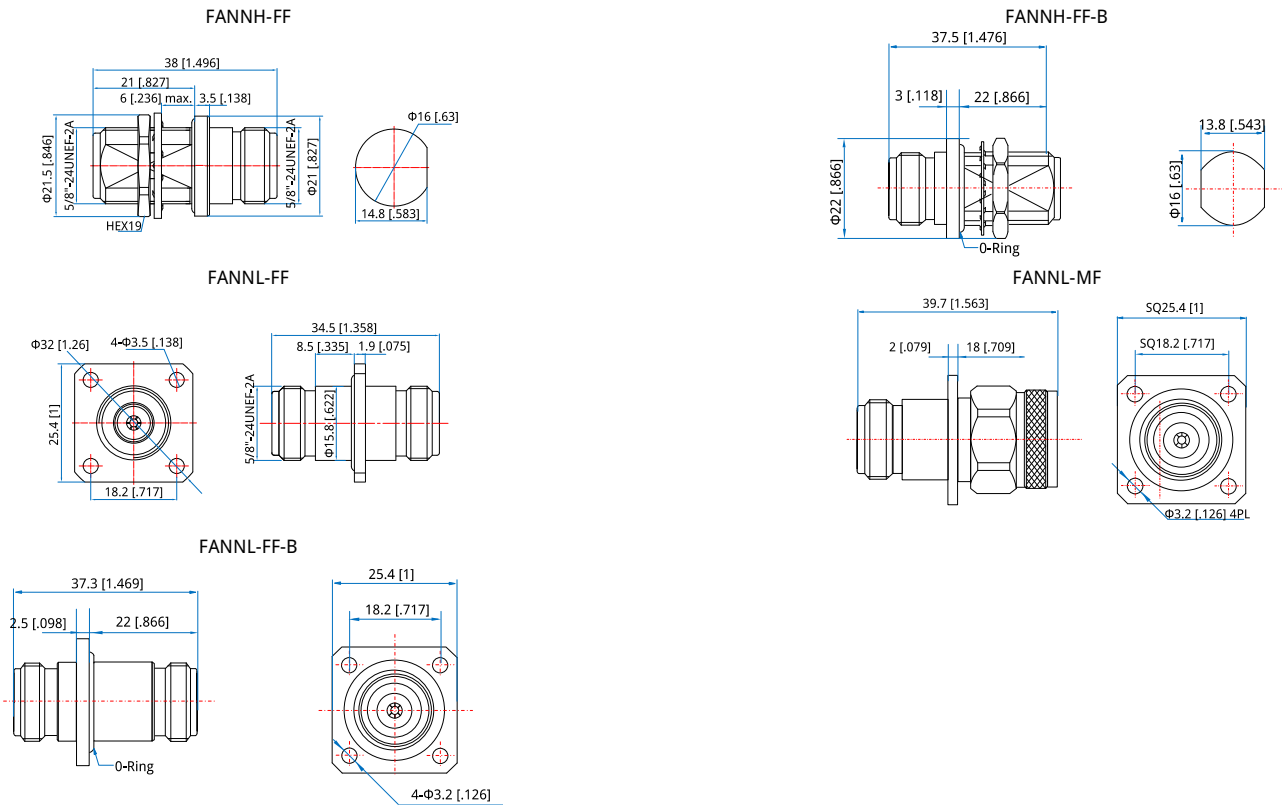 FANNH-FF
38 [1.496]
21 [.827]
6 [.236] max.
3.5 [.138]
Φ21.5 [.846]
5/8"-24UNEF-2A
5/8"-24UNEF-2A
Φ21 [.827]
HEX19
Φ16 [.63]
14.8 [.583]
FANNH-FF-B
37.5 [1.476]
3 [.118]
22 [.866]
Φ22 [.866]
0-Ring
13.8 [.543]
Φ16 [.63]
FANNL-FF
Φ32 [1.26]
4-Φ3.5 [.138]
25.4 [1]
18.2 [.717]
34.5 [1.358]
8.5 [.335]
1.9 [.075]
5/8"-24UNEF-2A
Φ15.8 [.622]
FANNL-MF
39.7 [1.563]
2 [.079]
18 [.709]
SQ25.4 [1]
SQ18.2 [.717]
Φ3.2 [.126] 4PL
FANNL-FF-B
37.3 [1.469]
2.5 [.098]
22 [.866]
0-Ring
25.4 [1]
18.2 [.717]
4-Φ3.2 [.126]